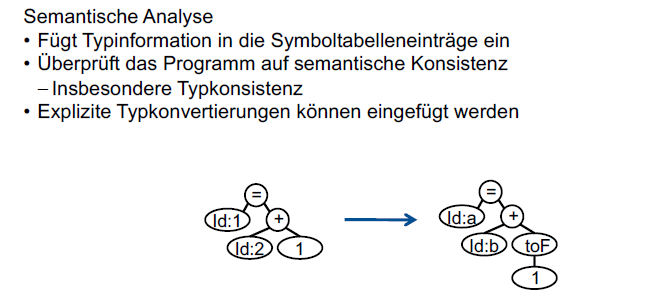 Semantische Analyse
• Fügt Typinformation in die Symboltabelleneinträge ein
• Überprüft das Programm auf semantische Konsistenz
– Insbesondere Typkonsistenz
• Explizite Typkonvertierungen können eingefügt werden
= =
Id:1 + Id:a +
Id:2 1 Id:b toF
1